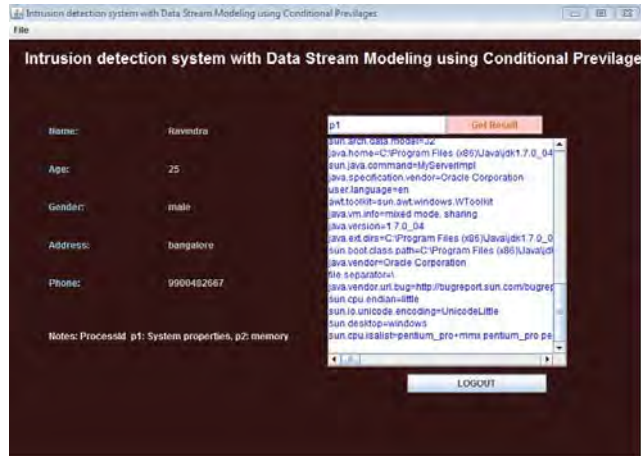 Intrusion detection system with Data Stream Modeling using Conditional Previlages
File
Intrusion detection system with Data Stream Modeling using Conditional Previlage
Name: Ravendra
Age: 25
Gender: male
Address: bangalore
Phone: 9900482667
Notes: ProcessId p1: System properties, p2: memory
p1 Get Result
sun.arch.data.model=32
java.home=C:\Program Files (x86)\Java\jdk1.7.0_04
sun.java.command=MyServerImpl
java.specification.vendor=Oracle Corporation
user.language=en
awt.toolkit=sun.awt.windows.WToolkit
java.vm.info=mixed mode, sharing
java.version=1.7.0_04
java.ext.dirs=C:\Program Files (x86)\Java\jdk1.7.0_0
sun.boot.class.path=C:\Program Files (x86)\Java\jd
java.vendor=Oracle Corporation
file.separator=\
java.vendor.url.bug=http://bugreport.sun.com/bugrep
sun.cpu.endian=little
sun.io.unicode.encoding=UnicodeLittle
sun.desktop=windows
sun.cpu.isalist=pentium_pro+mmx pentium_pro pe
LOGOUT